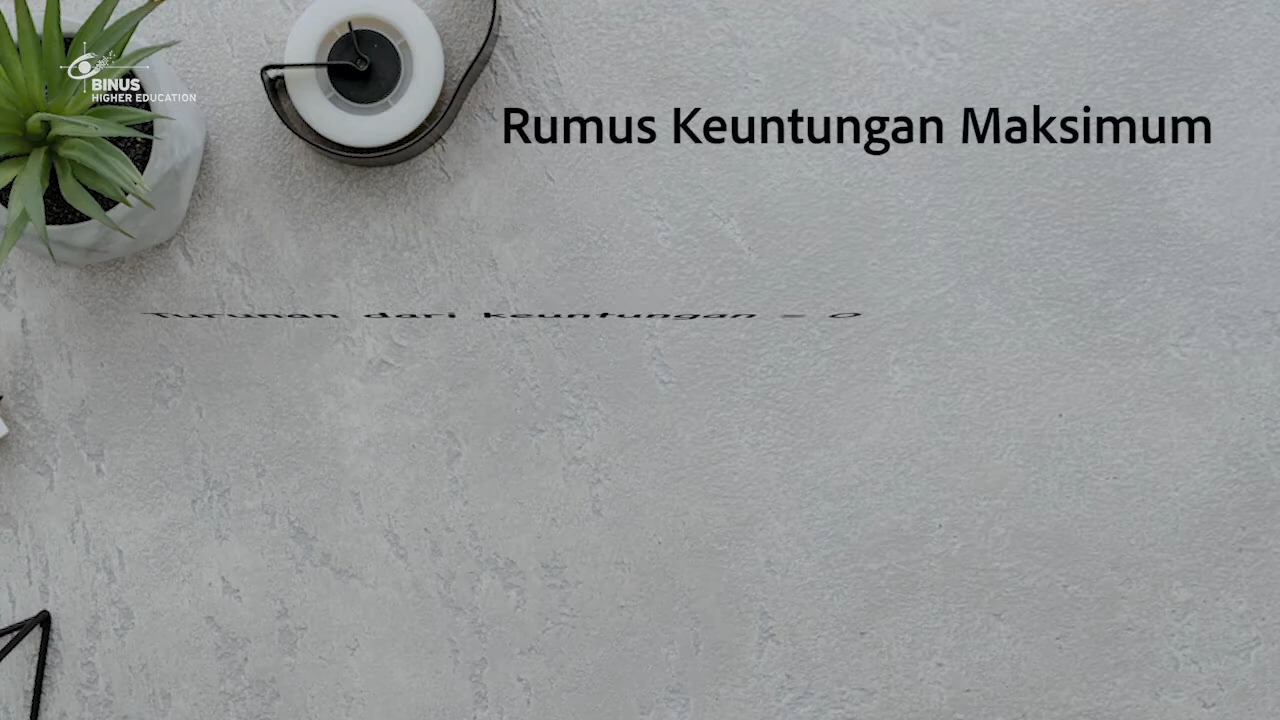 BINUS
HIGHER EDUCATION
Rumus Keuntungan Maksimum
Turunan dari keuntungan = 0